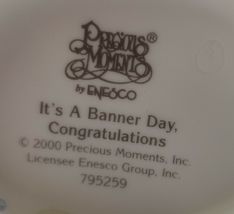 PRECIOUS
MOMENTS®
by ENESCO
It's A Banner Day,
Congratulations
© 2000 Precious Moments, Inc.
Licensee Enesco Group, Inc.
795259